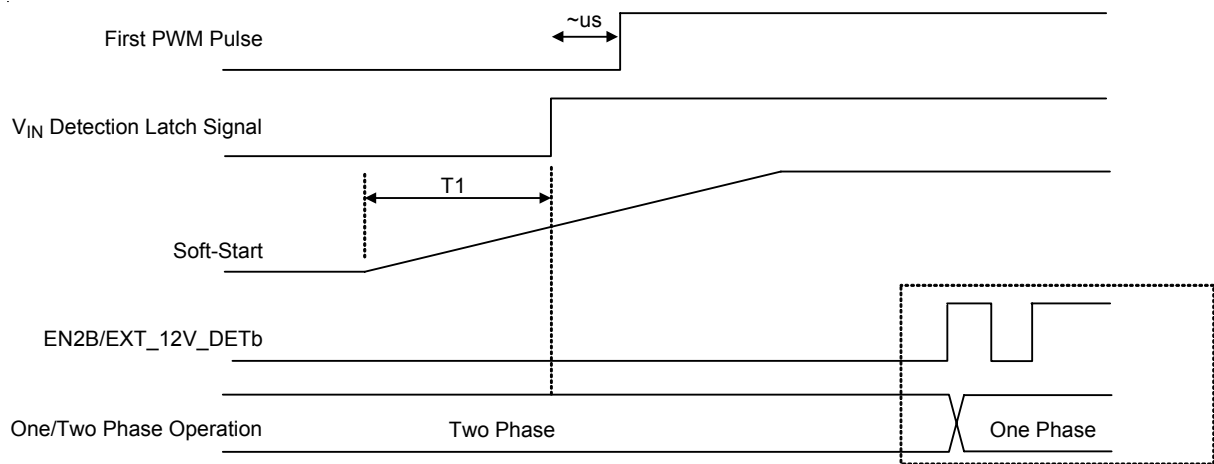 ~us
First PWM Pulse
VIN Detection Latch Signal
T1
Soft-Start
EN2B/EXT_12V_DETb
One/Two Phase Operation
Two Phase
One Phase